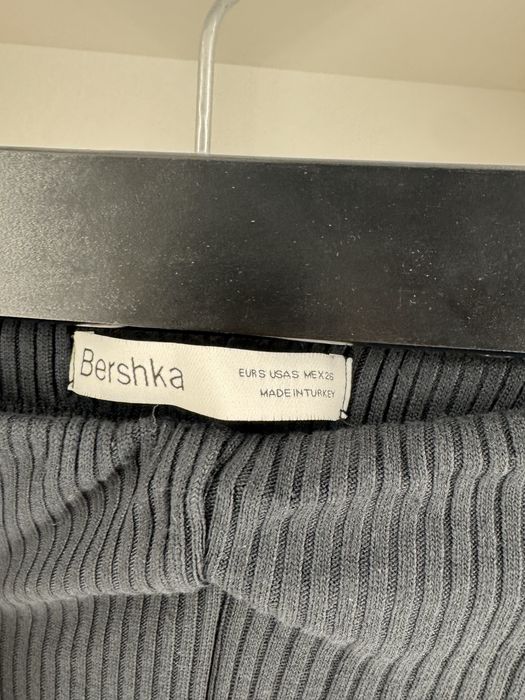 Bershka
EUR S USA S MEX 26
MADE IN TURKEY